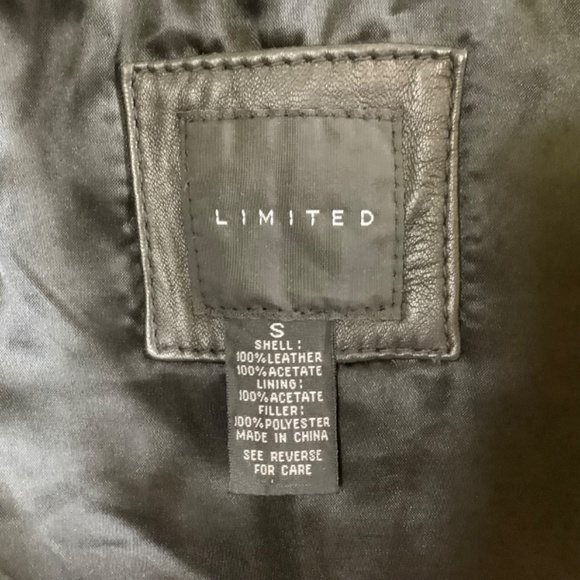 LIMITED
S
SHELL:
100%LEATHER
100%ACETATE
LINING:
100%ACETATE
FILLER:
100%POLYESTER
MADE IN CHINA
SEE REVERSE
FOR CARE